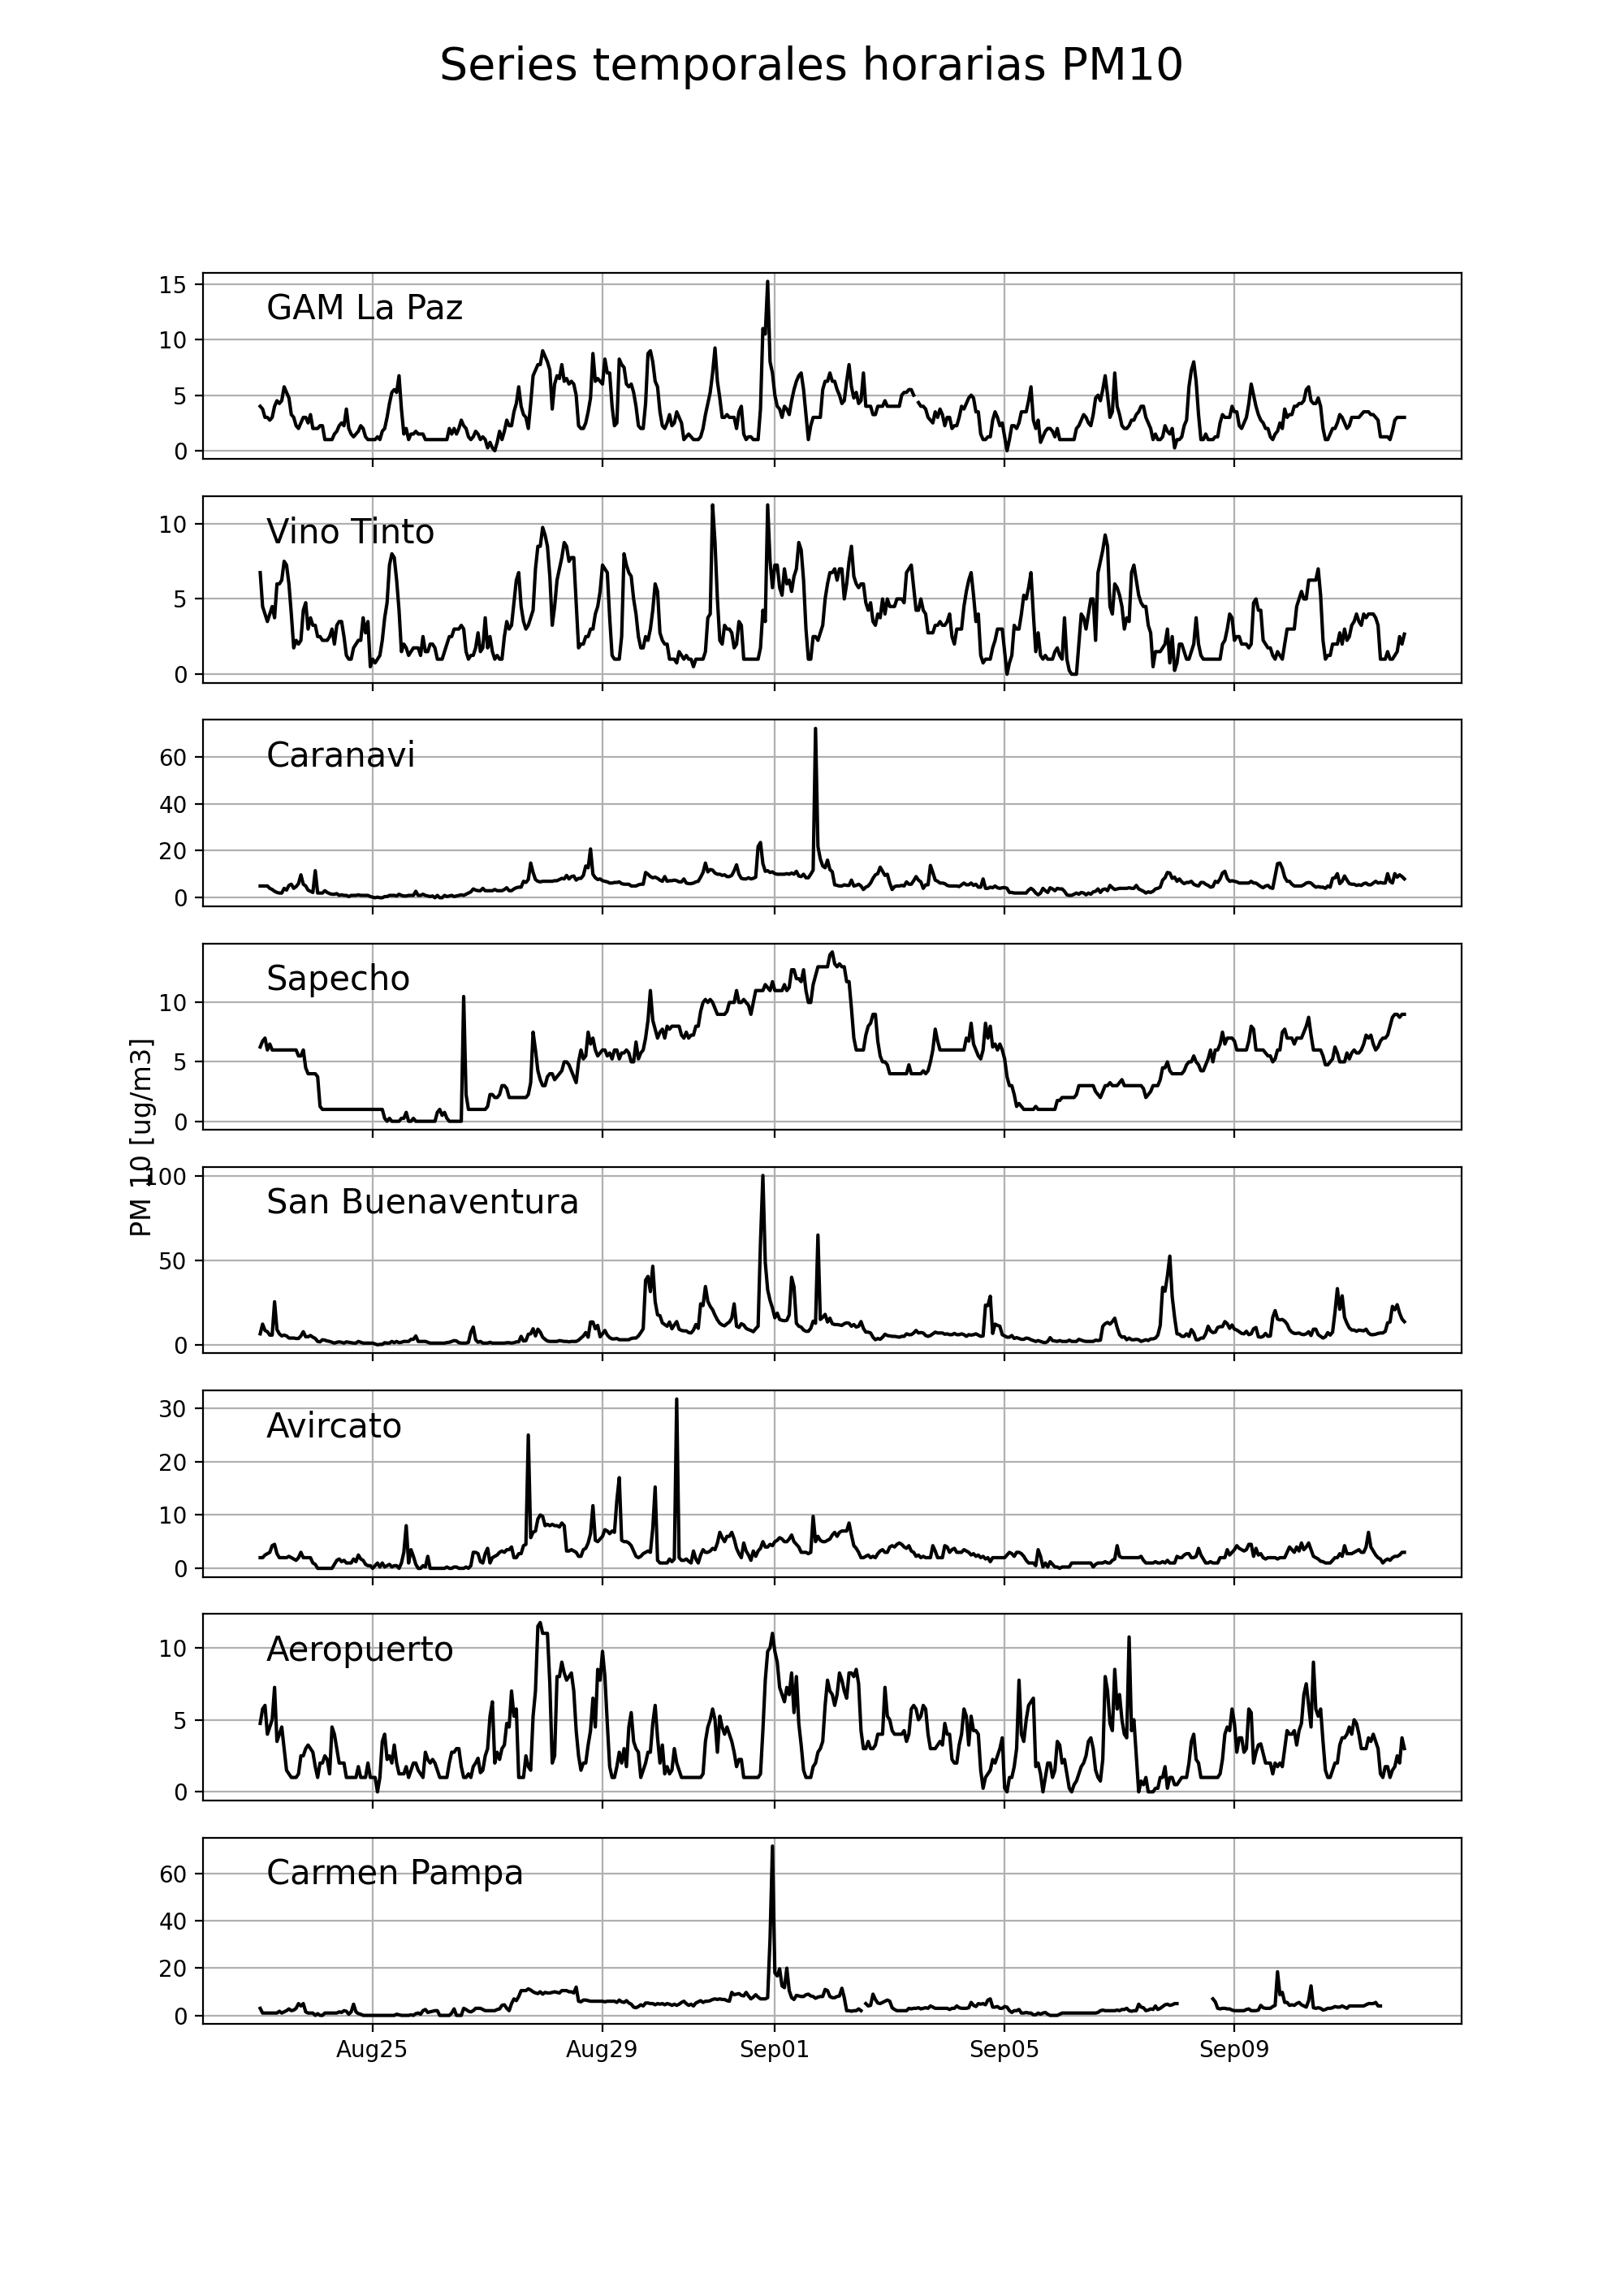 Series temporales horarias PM10
GAM La Paz
15
10
5
0
Vino Tinto
10
5
0
Caranavi
60
40
20
0
Sapecho
10
5
0
PM 10 [ug/m3]
San Buenaventura
100
50
0
Avircato
30
20
10
0
Aeropuerto
10
5
0
Carmen Pampa
60
40
20
0
Aug25 Aug29 Sep01 Sep05 Sep09